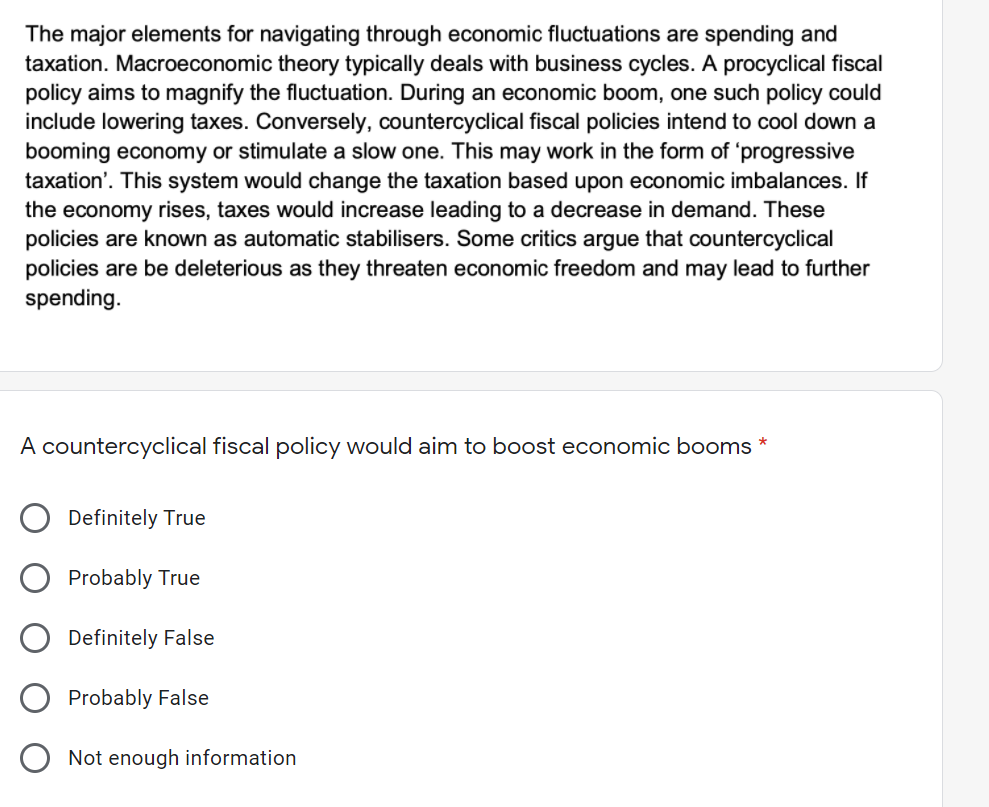 The major elements for navigating through economic fluctuations are spending and
taxation. Macroeconomic theory typically deals with business cycles. A procyclical fiscal
policy aims to magnify the fluctuation. During an economic boom, one such policy could
include lowering taxes. Conversely, countercyclical fiscal policies intend to cool down a
booming economy or stimulate a slow one. This may work in the form of ‘progressive
taxation’. This system would change the taxation based upon economic imbalances. If
the economy rises, taxes would increase leading to a decrease in demand. These
policies are known as automatic stabilisers. Some critics argue that countercyclical
policies are be deleterious as they threaten economic freedom and may lead to further
spending.
A countercyclical fiscal policy would aim to boost economic booms *
Definitely True
Probably True
Definitely False
Probably False
Not enough information